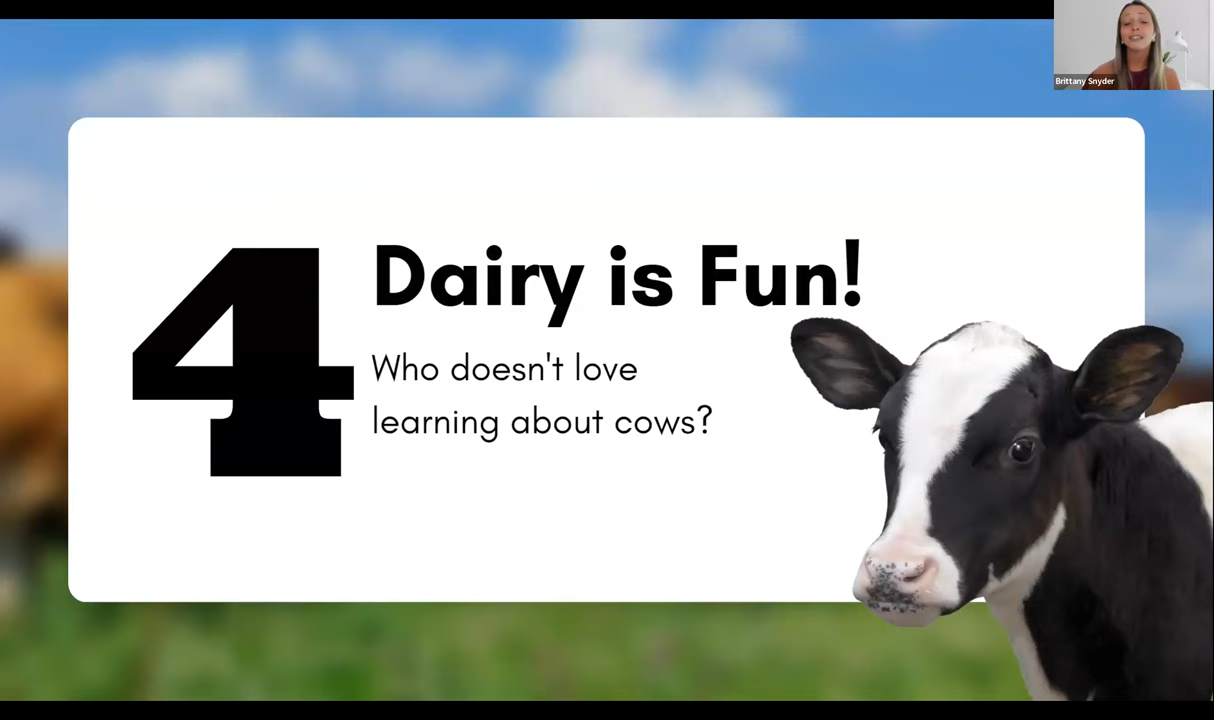 Brittany Snyder
4
Dairy is Fun!
Who doesn't love
learning about cows?